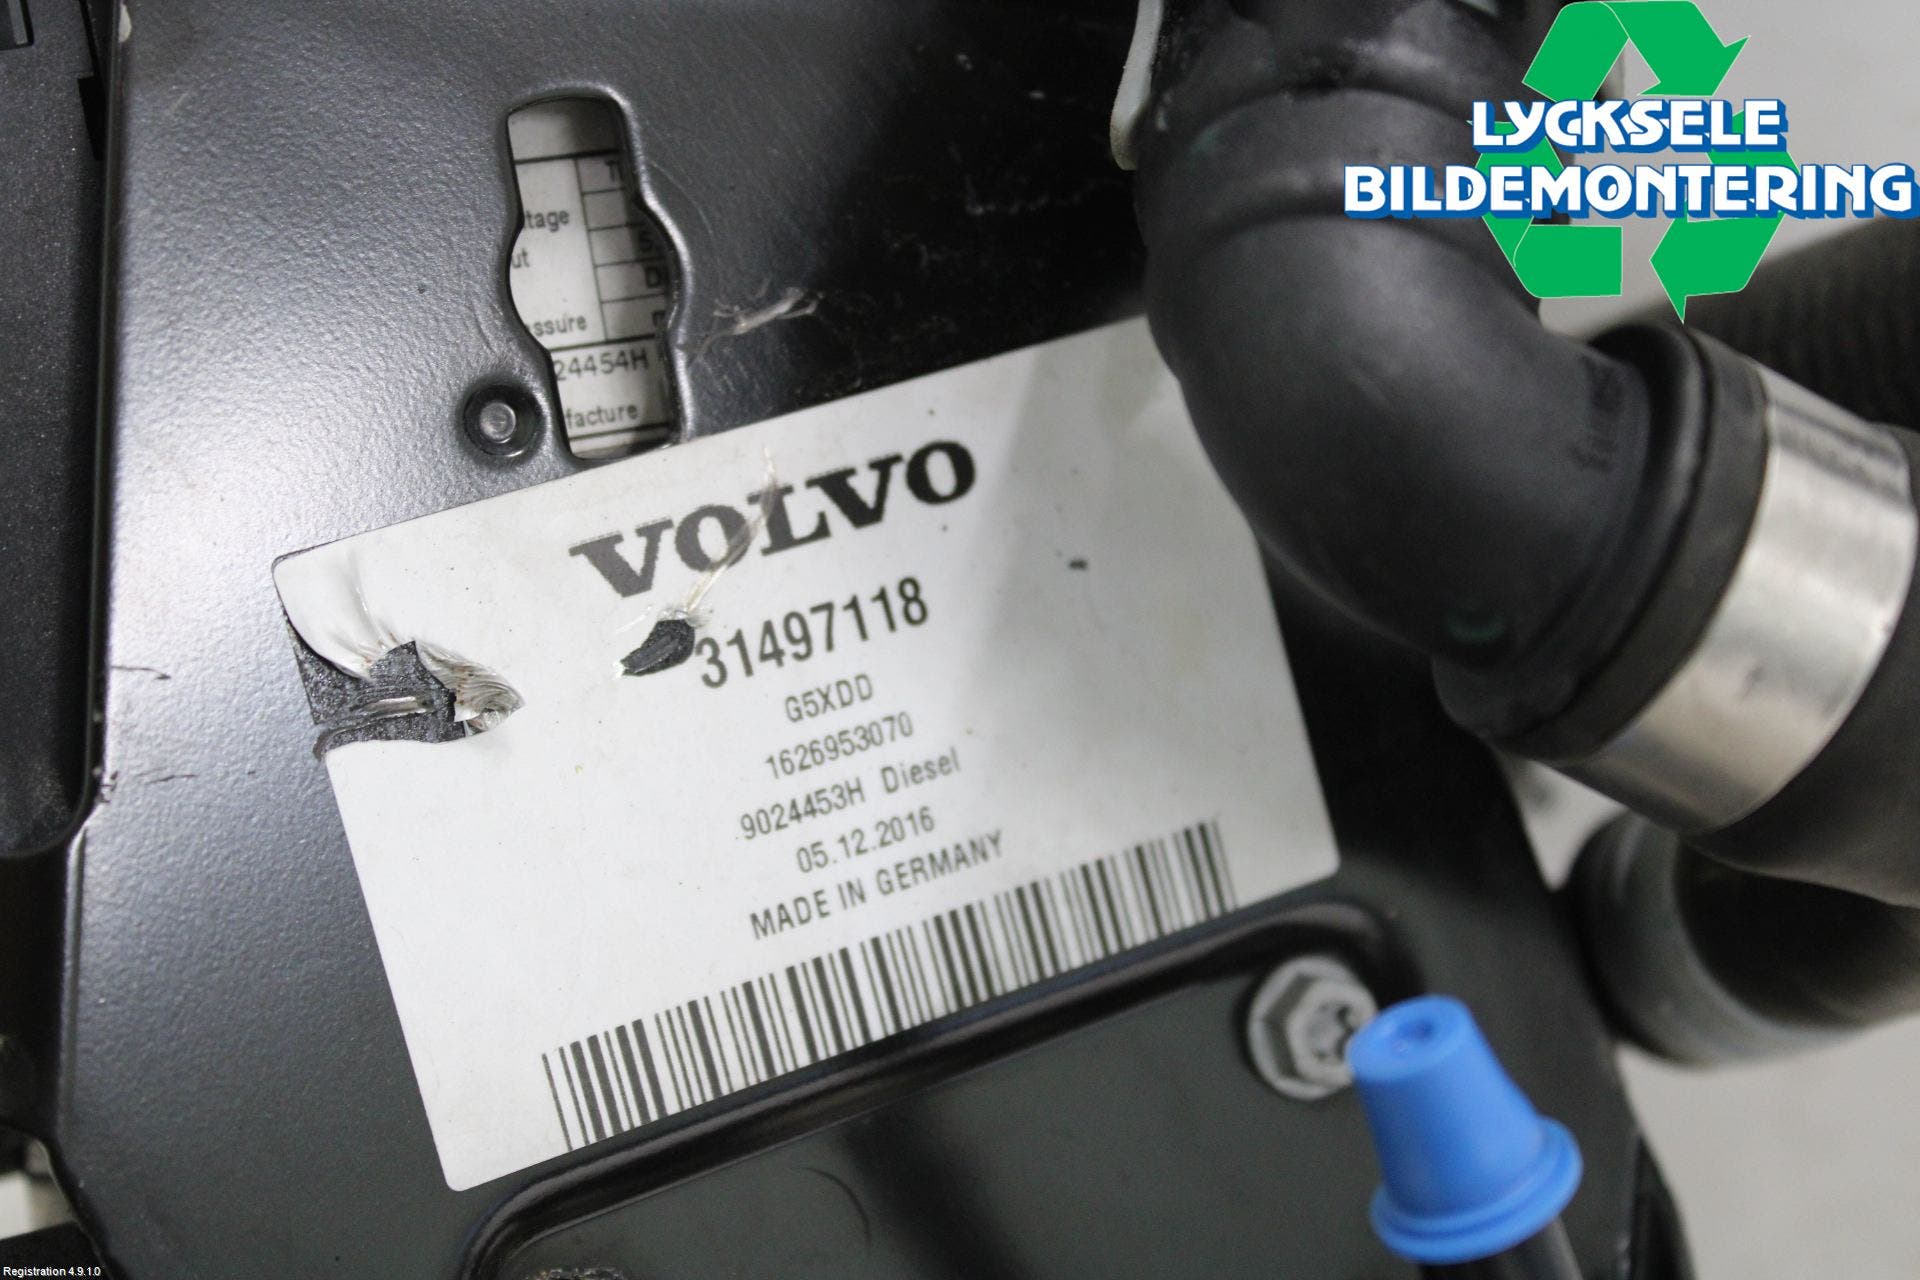 LYCKSELE
BILDEMONTERING
tage
ut
ssure
24454H
facture
VOLVO
31497118
G5XDD
1626953070
9024453H Diesel
05.12.2016
MADE IN GERMANY
Registration 4.9.1.0